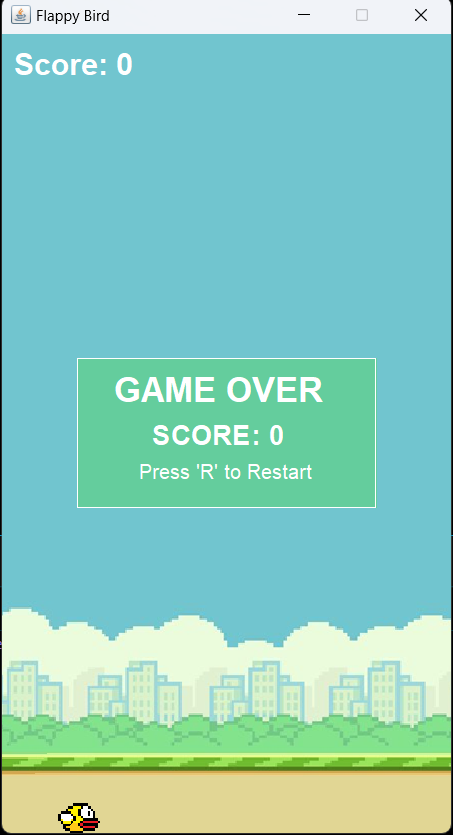 Flappy Bird
Score: 0
GAME OVER
SCORE: 0
Press 'R' to Restart